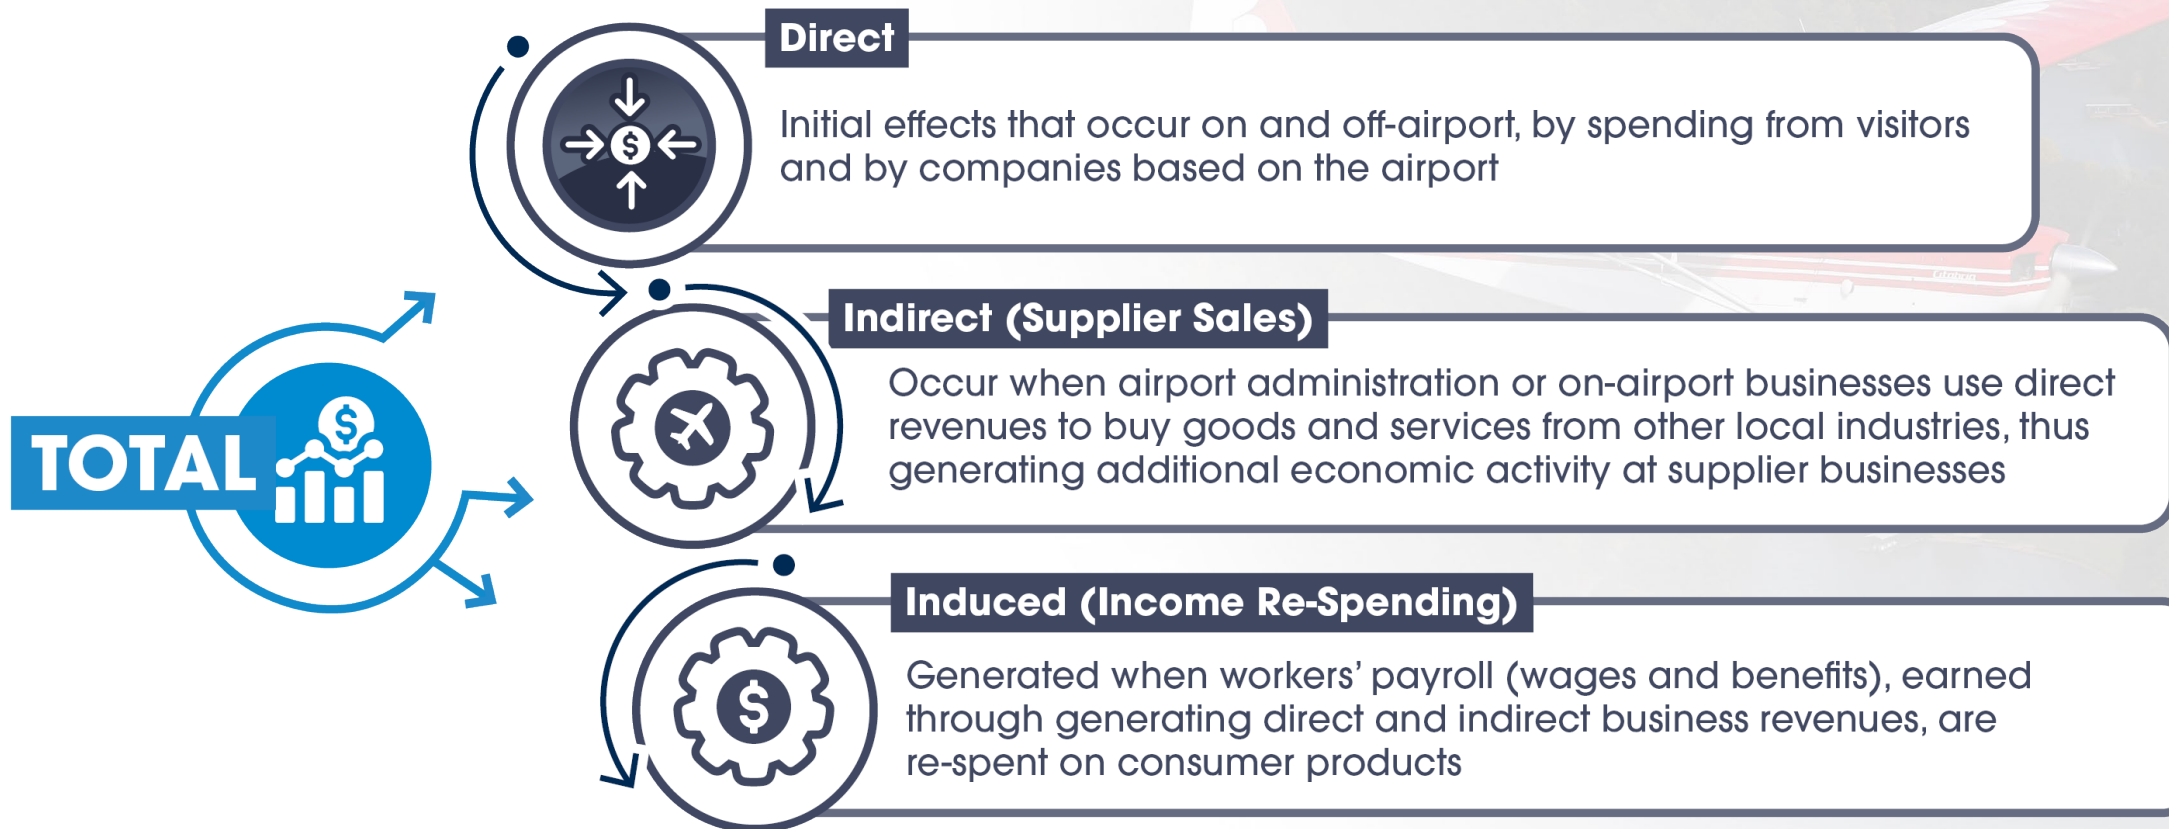 Direct
Initial effects that occur on and off-airport, by spending from visitors
and by companies based on the airport
Indirect (Supplier Sales)
Occur when airport administration or on-airport businesses use direct
revenues to buy goods and services from other local industries, thus
generating additional economic activity at supplier businesses
TOTAL
Induced (Income Re-Spending)
Generated when workers’ payroll (wages and benefits), earned
through generating direct and indirect business revenues, are
re-spent on consumer products